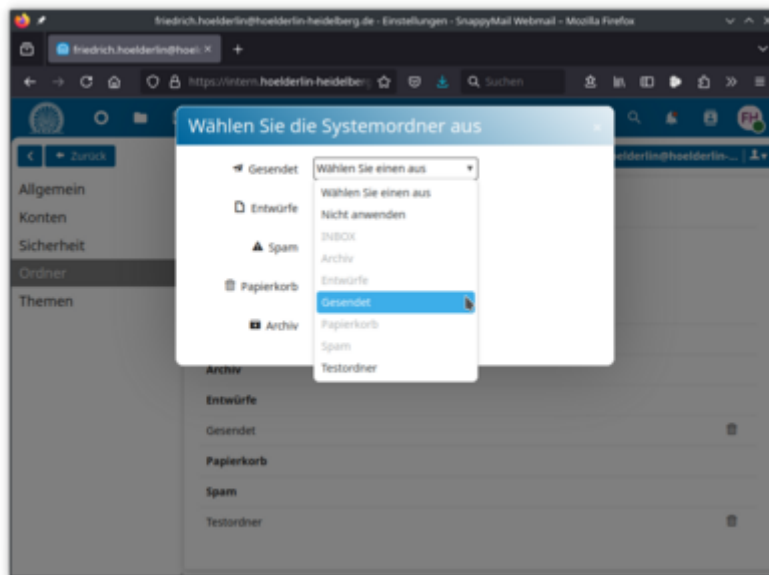 friedrich.hoelderlin@hoelderlin-heidelberg.de - Einstellungen - SnappyMail Webmail – Mozilla Firefox
friedrich.hoelderlin@hoel
https://intern.hoelderlin-heidelberg
Suchen
FH
Wählen Sie die Systemordner aus
Zurück
elderlin@hoelderlin-...
Allgemein
Konten
Sicherheit
Ordner
Themen
Gesendet
Wählen Sie einen aus
Entwürfe
Spam
Papierkorb
Archiv
Wählen Sie einen aus
Nicht anwenden
INBOX
Archiv
Entwürfe
Gesendet
Papierkorb
Spam
Testordner
Archiv
Entwürfe
Gesendet
Papierkorb
Spam
Testordner